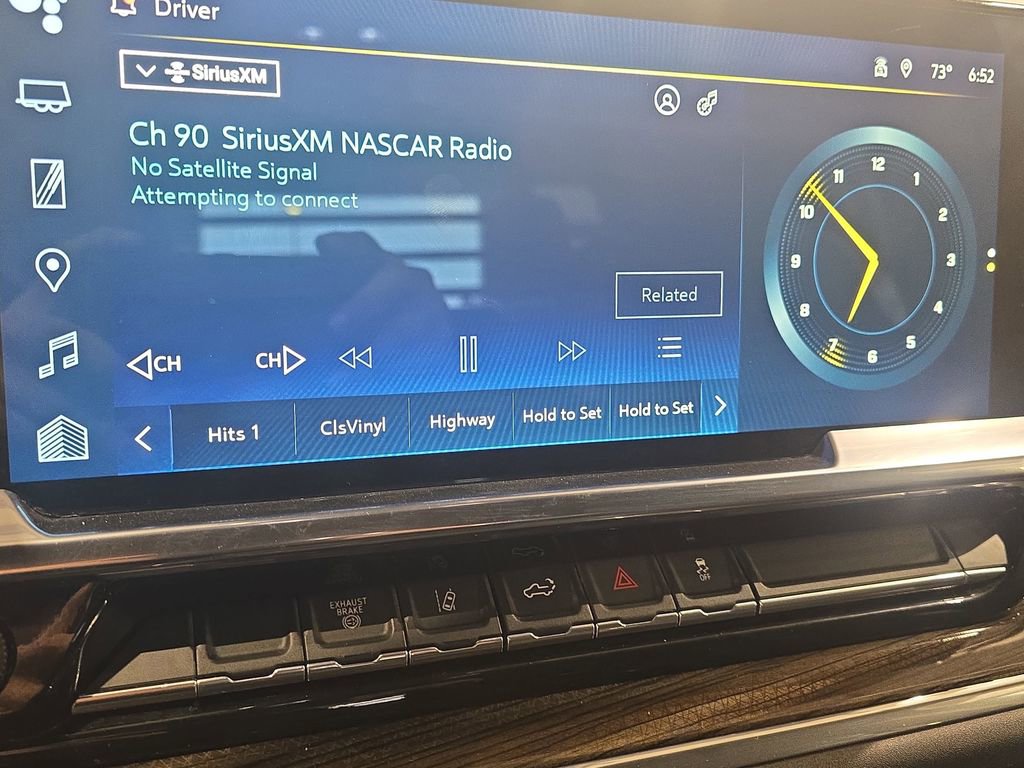 Driver
SiriusXM
73° 6:52
Ch 90 SiriusXM NASCAR Radio
No Satellite Signal
Attempting to connect
Related
CH CH
Hits 1 ClsVinyl Highway Hold to Set Hold to Set
12
1
2
3
4
5
6
7
8
9
10
11
EXHAUST
BRAKE
OFF